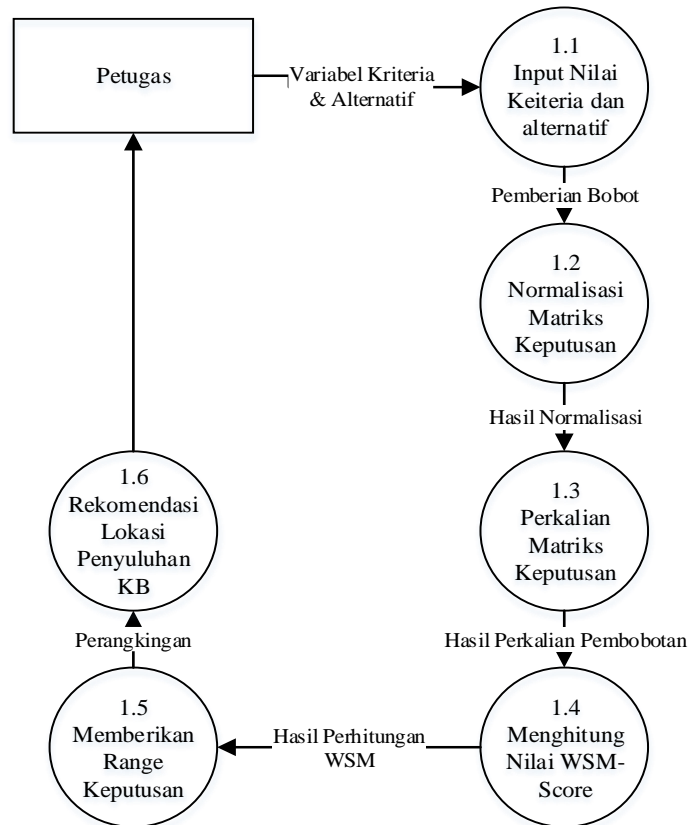 Petugas
Variabel Kriteria
& Alternatif
1.1
Input Nilai
Keiteria dan
alternatif
Pemberian Bobot
1.2
Normalisasi
Matriks
Keputusan
Hasil Normalisasi
1.3
Perkalian
Matriks
Keputusan
Hasil Perkalian Pembobotan
1.4
Menghitung
Nilai WSM-
Score
Hasil Perhitungan
WSM
1.5
Memberikan
Range
Keputusan
Perangkingan
1.6
Rekomendasi
Lokasi
Penyuluhan
KB